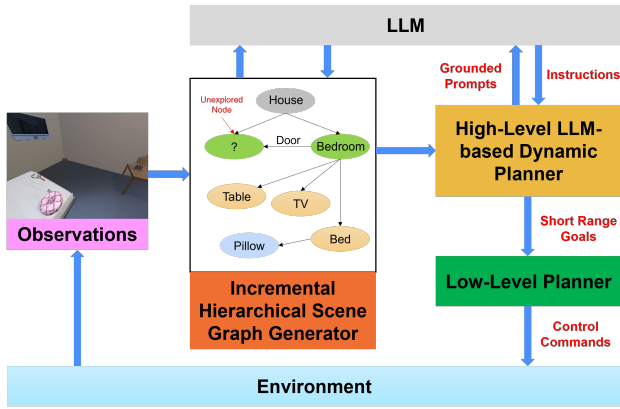 LLM
Grounded
Prompts
Instructions
Unexplored
Node
House
?
Door
Bedroom
Table
TV
Pillow
Bed
High-Level LLM-
based Dynamic
Planner
Observations
Short Range
Goals
Incremental
Hierarchical Scene
Graph Generator
Low-Level Planner
Control
Commands
Environment